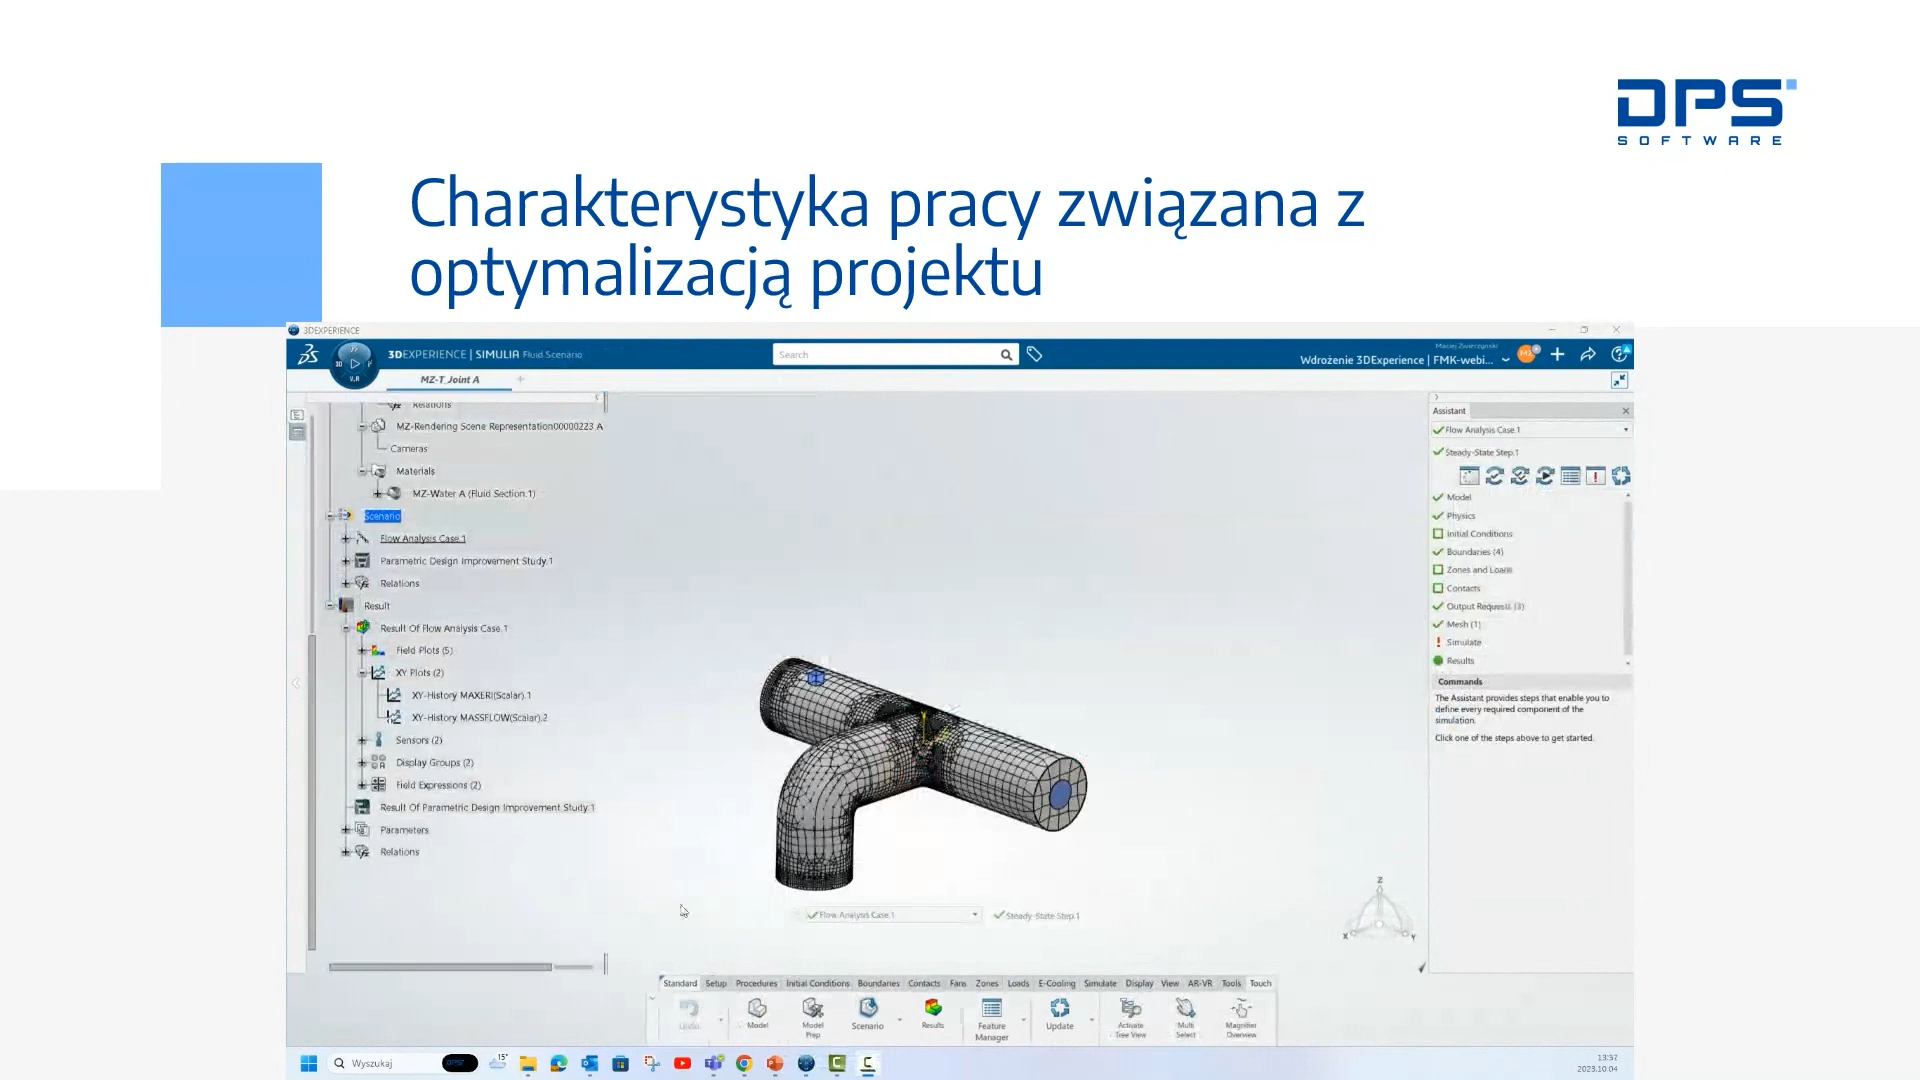 DPS
SOFTWARE
Charakterystyka pracy związana z
optymalizacją projektu
3DEXPERIENCE
3DEXPERIENCE | SIMULIA Fluid Scenario
Search
Maciej Zwierzynski
Wdrożenie 3DExperience | FMK-webi...
MZ-T_Joint A
Relations
MZ-Rendering Scene Representation00000223 A
Cameras
Materials
MZ-Water A (Fluid Section.1)
Scenario
Flow Analysis Case.1
Parametric Design Improvement Study.1
Relations
Result
Result Of Flow Analysis Case.1
Field Plots (5)
XY Plots (2)
XY-History MAXERI(Scalar).1
XY-History MASSFLOW(Scalar).2
Sensors (2)
Display Groups (2)
Field Expressions (2)
Result Of Parametric Design Improvement Study.1
Parameters
Relations
Assistant
Flow Analysis Case.1
Steady-State Step.1
Model
Physics
Initial Conditions
Boundaries (4)
Zones and Loads
Contacts
Output Requests (3)
Mesh (1)
Simulate
Results
Commands
The Assistant provides steps that enable you to
define every required component of the
simulation.
Click one of the steps above to get started.
Flow Analysis Case.1 Steady-State Step.1
Z
X Y
Standard Setup Procedures Initial Conditions Boundaries Contacts Fans Zones Loads E-Cooling Simulate Display View AR-VR Tools Touch
Undo Model Model Prep Scenario Results Feature Manager Update Activate Tree View Multi Select Magnifier Overview
Wyszukaj
15°
13:57
2023.10.04